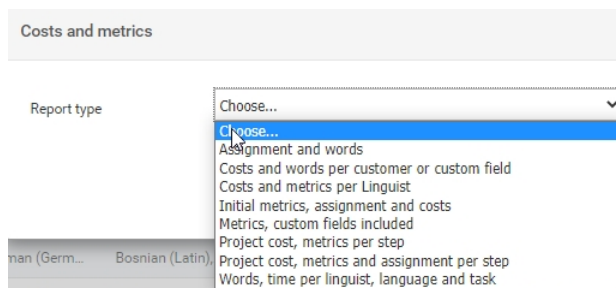 Costs and metrics
Report type
Choose...
Choose...
Assignment and words
Costs and words per customer or custom field
Costs and metrics per Linguist
Initial metrics, assignment and costs
Metrics, custom fields included
Project cost, metrics per step
man (Germ... Bosnian (Latin), Project cost, metrics and assignment per step
Words, time per linguist, language and task